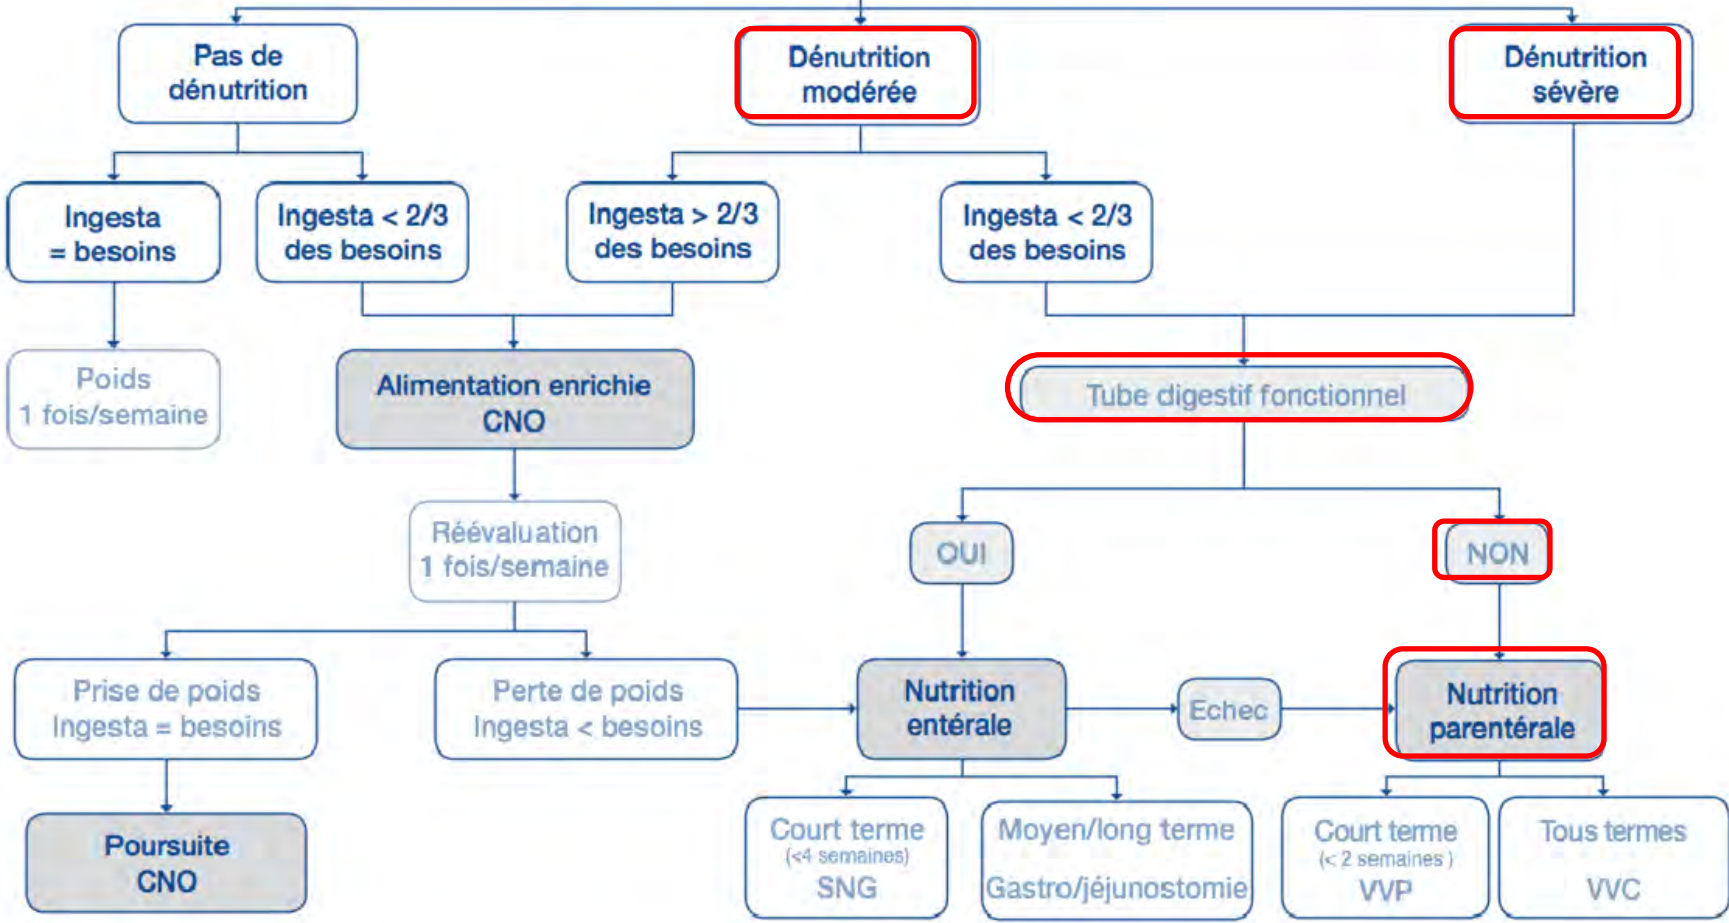 Pas de
dénutrition
Dénutrition
modérée
Dénutrition
sévère
Ingesta
= besoins
Ingesta < 2/3
des besoins
Ingesta > 2/3
des besoins
Ingesta < 2/3
des besoins
Poids
1 fois/semaine
Alimentation enrichie
CNO
Tube digestif fonctionnel
Réévaluation
1 fois/semaine
OUI
NON
Prise de poids
Ingesta = besoins
Perte de poids
Ingesta < besoins
Nutrition
entérale
Echec
Nutrition
parentérale
Poursuite
CNO
Court terme
(<4 semaines)
SNG
Moyen/long terme
Gastro/jéjunostomie
Court terme
(< 2 semaines )
VVP
Tous termes
VVC